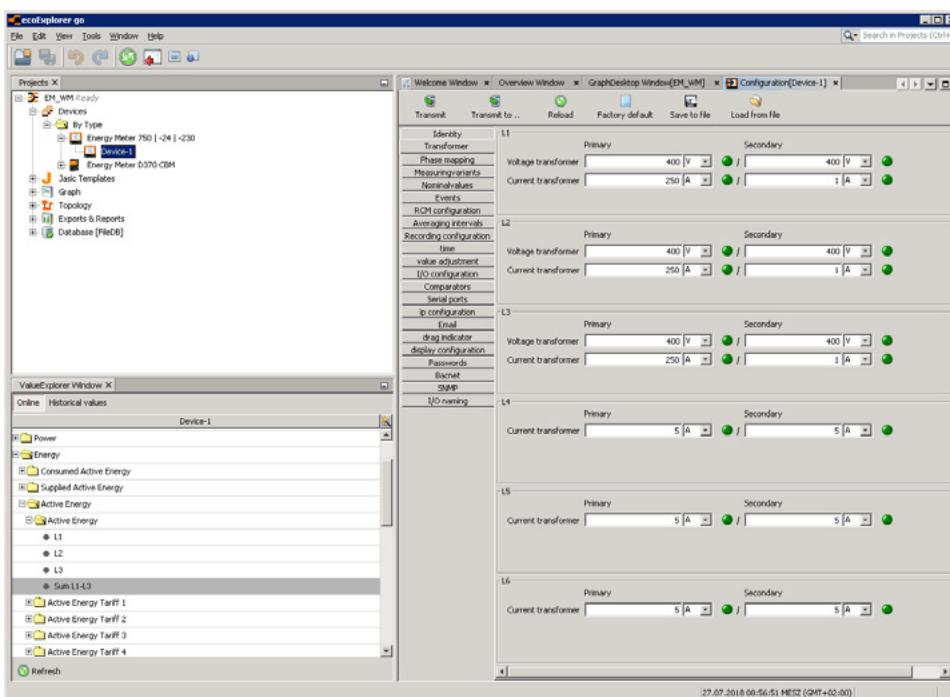 ecoExplorer go
File Edit View Tools Window Help
Search in Projects (Ctrl+
Projects X
EM_WM Ready
Devices
By Type
Energy Meter 750 | -24 | -230
Device-1
Energy Meter D370-CBM
Jasic Templates
Graph
Topology
Exports & Reports
Database [FileDB]
ValueExplorer Window X
Online Historical values
Device-1
Power
Energy
Consumed Active Energy
Supplied Active Energy
Active Energy
Active Energy
L1
L2
L3
Sum L1-L3
Active Energy Tariff 1
Active Energy Tariff 2
Active Energy Tariff 3
Active Energy Tariff 4
Refresh
Welcome Window Overview Window GraphDesktop Window[EM_WM] Configuration[Device-1]
Transmit Transmit to .. Reload Factory default Save to file Load from file
Identity
Transformer
Phase mapping
Measuringvariants
Nominalvalues
Events
RCM configuration
Averaging intervals
Recording configuration
time
value adjustment
I/O configuration
Comparators
Serial ports
ip configuration
Email
drag indicator
display configuration
Passwords
Bacnet
SNMP
I/O naming
L1
Primary Secondary
Voltage transformer 400 V / 400 V
Current transformer 250 A / 1 A
L2
Primary Secondary
Voltage transformer 400 V / 400 V
Current transformer 250 A / 1 A
L3
Primary Secondary
Voltage transformer 400 V / 400 V
Current transformer 250 A / 1 A
L4
Primary Secondary
Current transformer 5 A / 5 A
L5
Primary Secondary
Current transformer 5 A / 5 A
L6
Primary Secondary
Current transformer 5 A / 5 A
27.07.2018 08:56:51 MESZ (GMT+02:00)